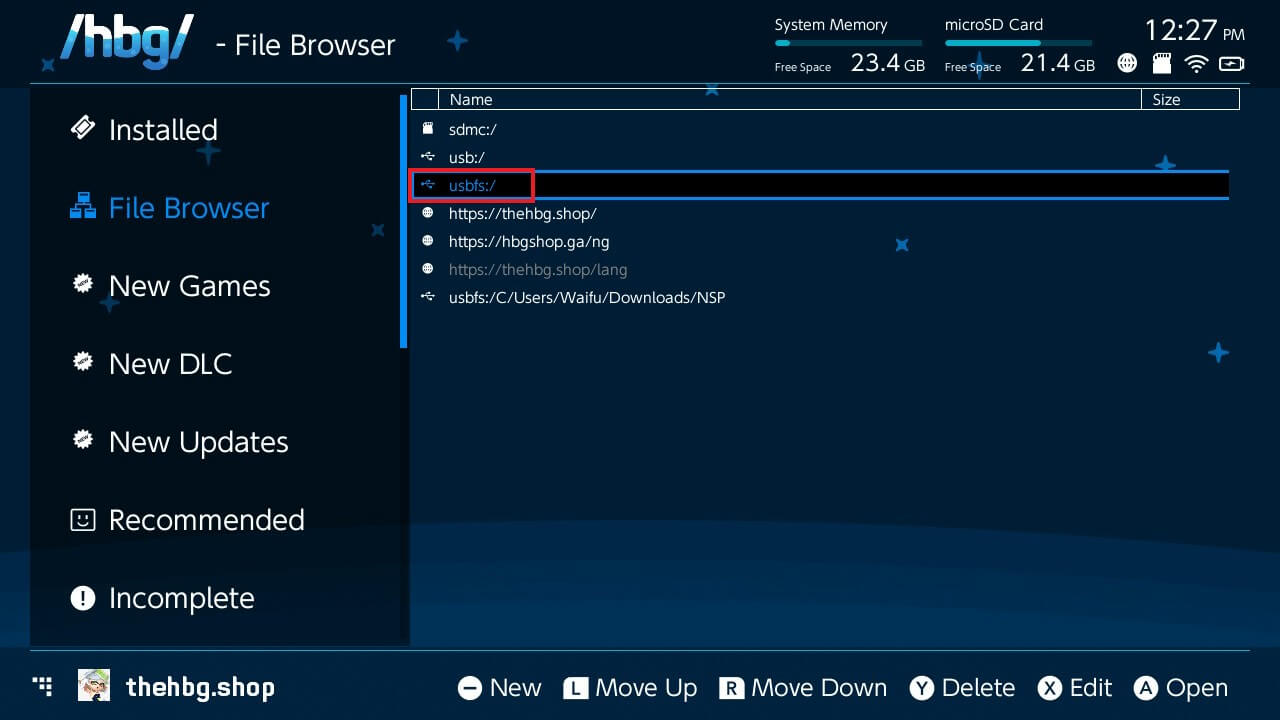 /hbg/ - File Browser
System Memory
Free Space 23.4 GB
microSD Card
Free Space 21.4 GB
12:27 PM
Installed
File Browser
New Games
New DLC
New Updates
Recommended
Incomplete
Name Size
sdmc:/
usb:/
usbfs:/
https://thehbg.shop/
https://hbgshop.ga/ng
https://thehbg.shop/lang
usbfs:/C/Users/Waifu/Downloads/NSP
thehbg.shop
New L Move Up R Move Down Y Delete X Edit A Open